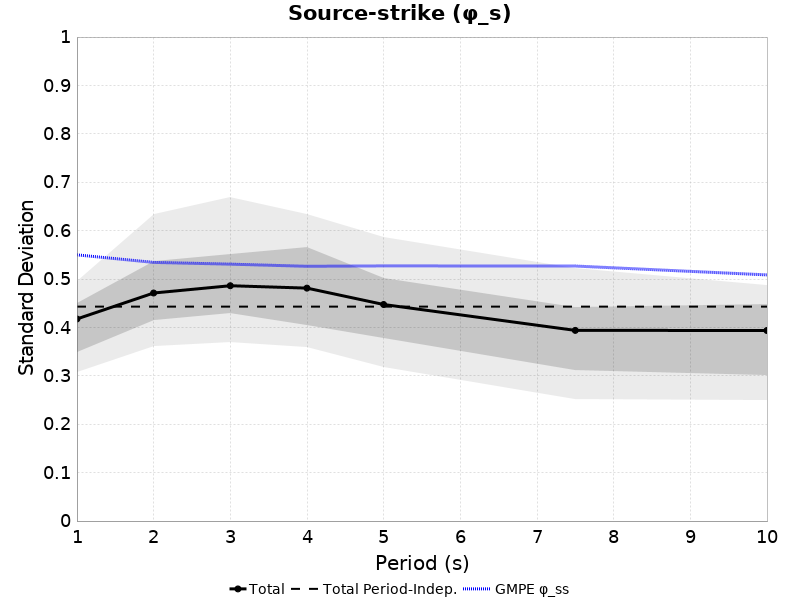 Source-strike (φ_s)
1
0.9
0.8
0.7
0.6
0.5
0.4
0.3
0.2
0.1
0
Standard Deviation
1 2 3 4 5 6 7 8 9 10
Period (s)
Total Total Period-Indep. GMPE φ_ss